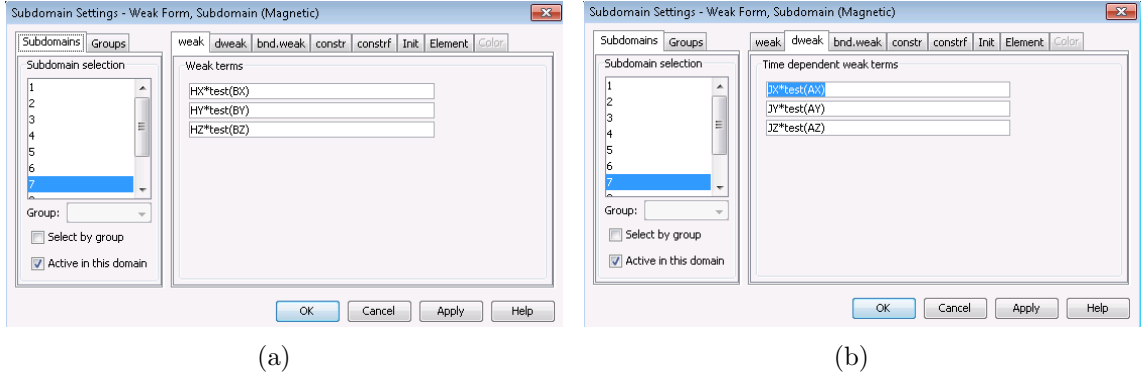 Subdomain Settings - Weak Form, Subdomain (Magnetic)
Subdomains Groups
Subdomain selection
1
2
3
4
5
6
7
Group:
Select by group
Active in this domain
weak dweak bnd.weak constr constrf Init Element Color
Weak terms
HX*test(BX)
HY*test(BY)
HZ*test(BZ)
OK Cancel Apply Help
(a)
Subdomain Settings - Weak Form, Subdomain (Magnetic)
Subdomains Groups
Subdomain selection
1
2
3
4
5
6
7
Group:
Select by group
Active in this domain
weak dweak bnd.weak constr constrf Init Element Color
Time dependent weak terms
JX*test(AX)
JY*test(AY)
JZ*test(AZ)
OK Cancel Apply Help
(b)